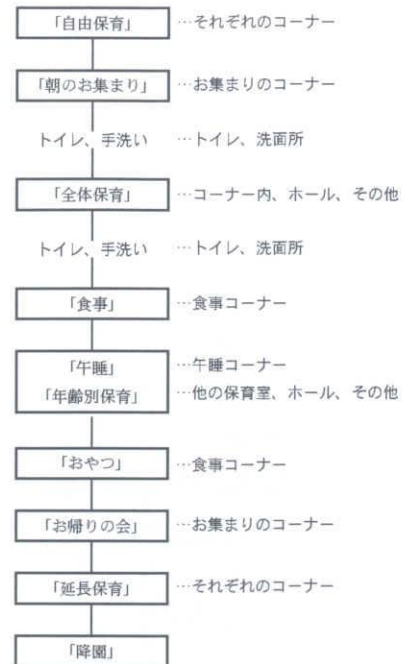 「自由保育」 …それぞれのコーナー
「朝のお集まり」 …お集まりのコーナー
トイレ、手洗い …トイレ、洗面所
「全体保育」 …コーナー内、ホール、その他
トイレ、手洗い …トイレ、洗面所
「食事」 …食事コーナー
「午睡」 …午睡コーナー
「年齢別保育」 …他の保育室、ホール、その他
「おやつ」 …食事コーナー
「お帰りの会」 …お集まりのコーナー
「延長保育」 …それぞれのコーナー
「降園」